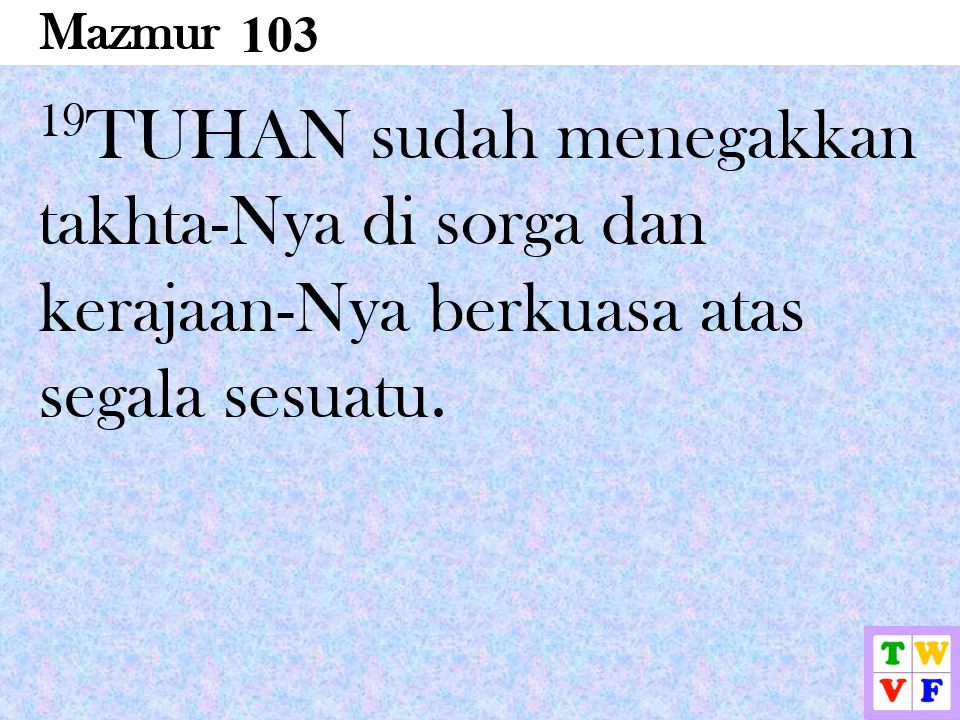 Mazmur 103
19TUHAN sudah menegakkan
takhta-Nya di sorga dan
kerajaan-Nya berkuasa atas
segala sesuatu.
T W
V F